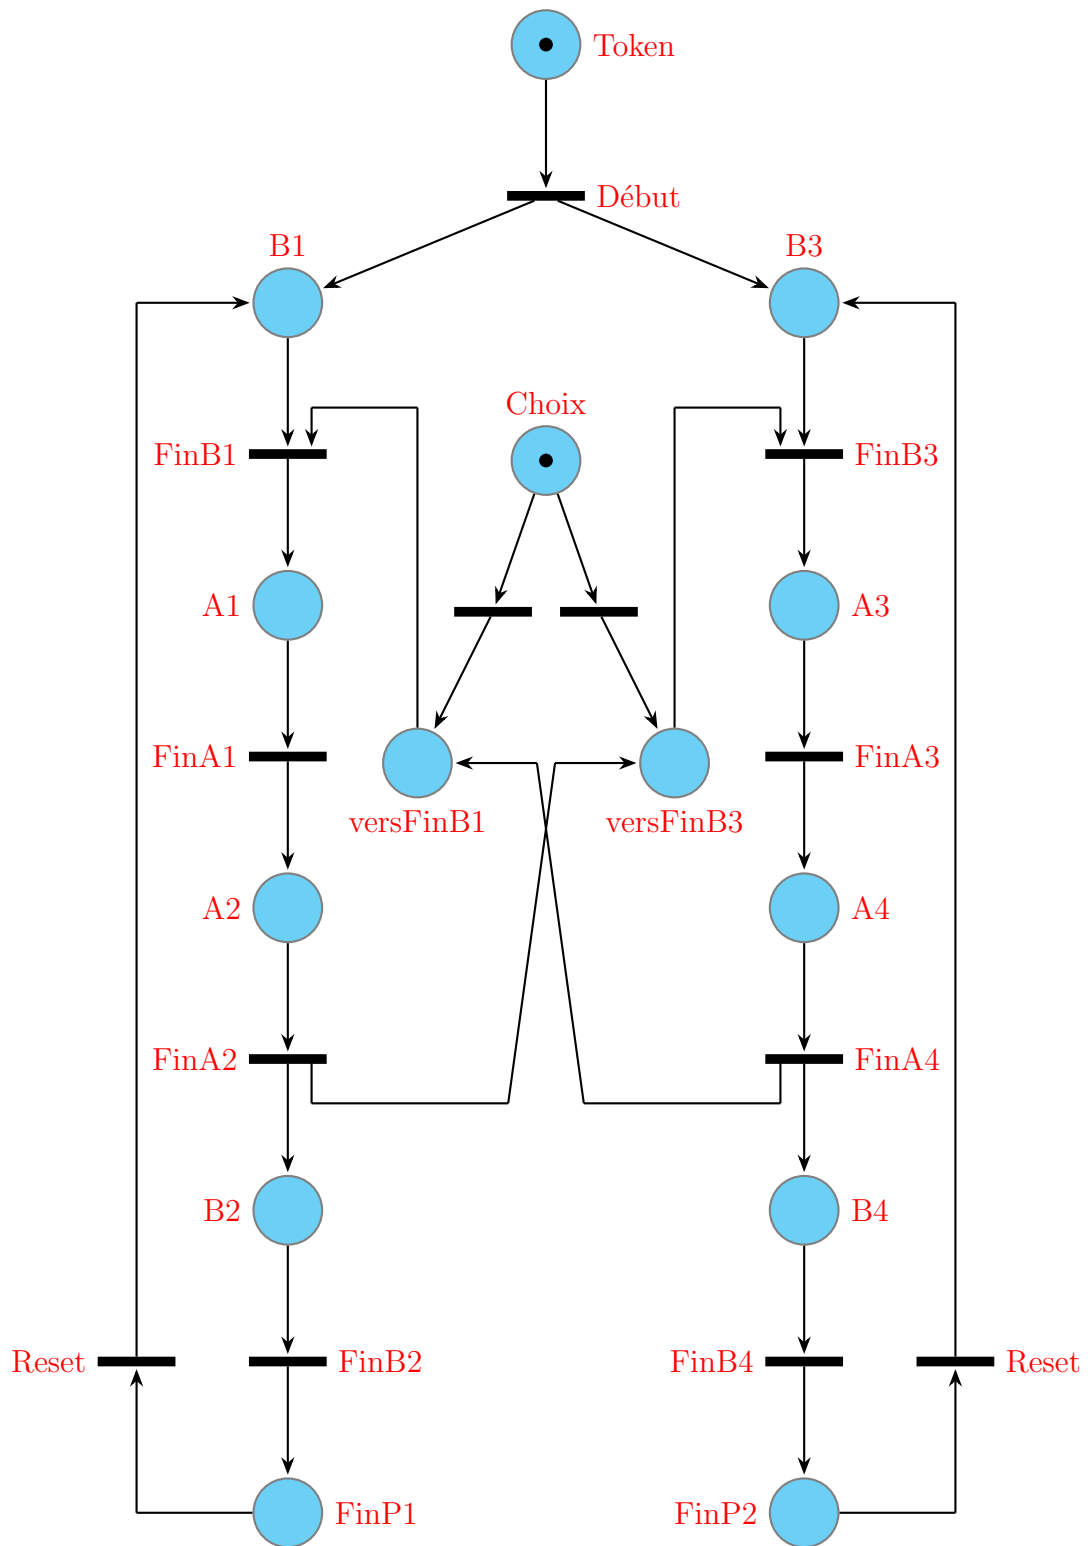 Token
Début
B1
B3
Choix
FinB1
FinB3
A1
A3
FinA1
FinA3
versFinB1
versFinB3
A2
A4
FinA2
FinA4
B2
B4
Reset
FinB2
FinB4
Reset
FinP1
FinP2